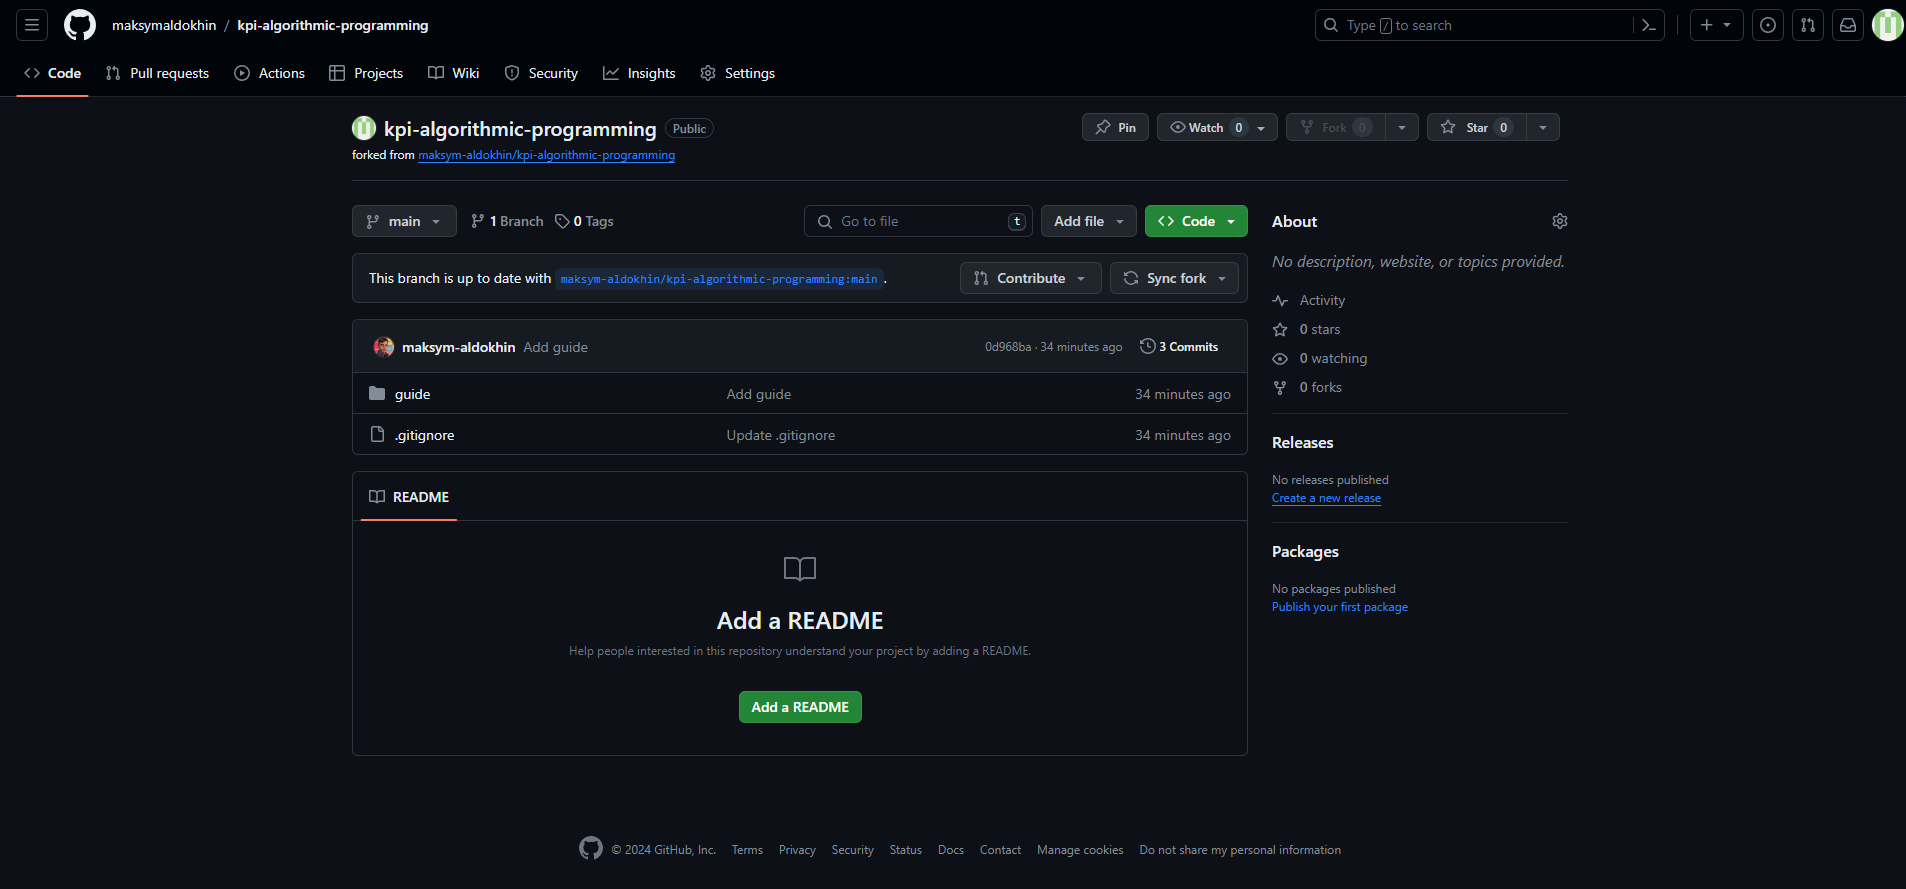 maksymaldokhin / kpi-algorithmic-programming
Type / to search
Code Pull requests Actions Projects Wiki Security Insights Settings
kpi-algorithmic-programming Public
Pin Watch 0 Fork 0 Star 0
forked from maksym-aldokhin/kpi-algorithmic-programming
main 1 Branch 0 Tags Go to file t Add file Code
This branch is up to date with maksym-aldokhin/kpi-algorithmic-programming:main .
Contribute Sync fork
maksym-aldokhin Add guide 0d968ba · 34 minutes ago 3 Commits
guide Add guide 34 minutes ago
.gitignore Update .gitignore 34 minutes ago
README
Add a README
Help people interested in this repository understand your project by adding a README.
Add a README
About
No description, website, or topics provided.
Activity
0 stars
0 watching
0 forks
Releases
No releases published
Create a new release
Packages
No packages published
Publish your first package
© 2024 GitHub, Inc. Terms Privacy Security Status Docs Contact Manage cookies Do not share my personal information